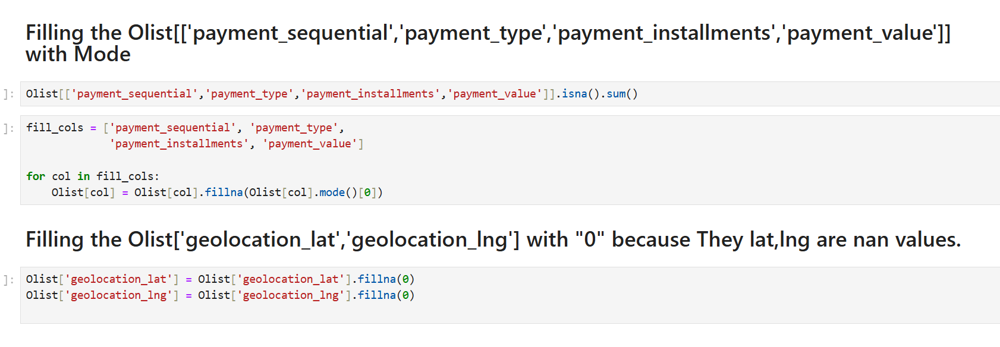 Filling the Olist[['payment_sequential','payment_type','payment_installments','payment_value']]
with Mode
]: Olist[['payment_sequential','payment_type','payment_installments','payment_value']].isna().sum()
]: fill_cols = ['payment_sequential', 'payment_type',
             'payment_installments', 'payment_value']
for col in fill_cols:
    Olist[col] = Olist[col].fillna(Olist[col].mode()[0])
Filling the Olist['geolocation_lat','geolocation_lng'] with "0" because They lat,lng are nan values.
]: Olist['geolocation_lat'] = Olist['geolocation_lat'].fillna(0)
Olist['geolocation_lng'] = Olist['geolocation_lng'].fillna(0)